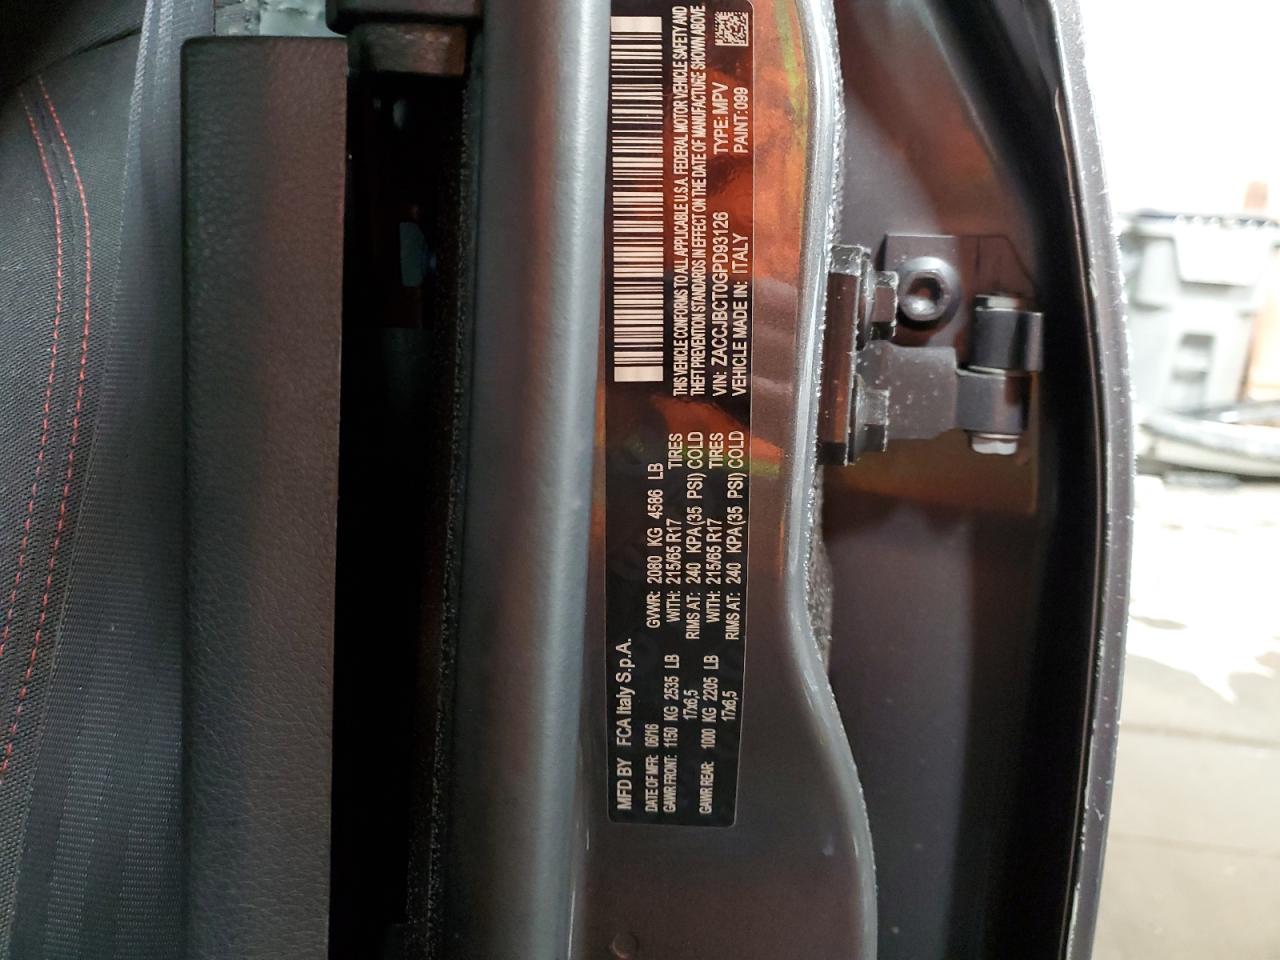 MFD BY FCA Italy S.p.A.
DATE OF MFR: 06/16 GVWR: 2080 KG 4586 LB
GAWR FRONT: 1150 KG 2535 LB WITH: 215/65 R17 TIRES
17x6,5 RIMS AT: 240 KPA(35 PSI) COLD
GAWR REAR: 1000 KG 2205 LB WITH: 215/65 R17 TIRES
17x6,5 RIMS AT: 240 KPA(35 PSI) COLD
THIS VEHICLE CONFORMS TO ALL APPLICABLE U.S.A. FEDERAL MOTOR VEHICLE SAFETY AND
THEFT PREVENTION STANDARDS IN EFFECT ON THE DATE OF MANUFACTURE SHOWN ABOVE.
VIN: ZACCJBCT0GPD93126 TYPE: MPV
VEHICLE MADE IN: ITALY PAINT: 099